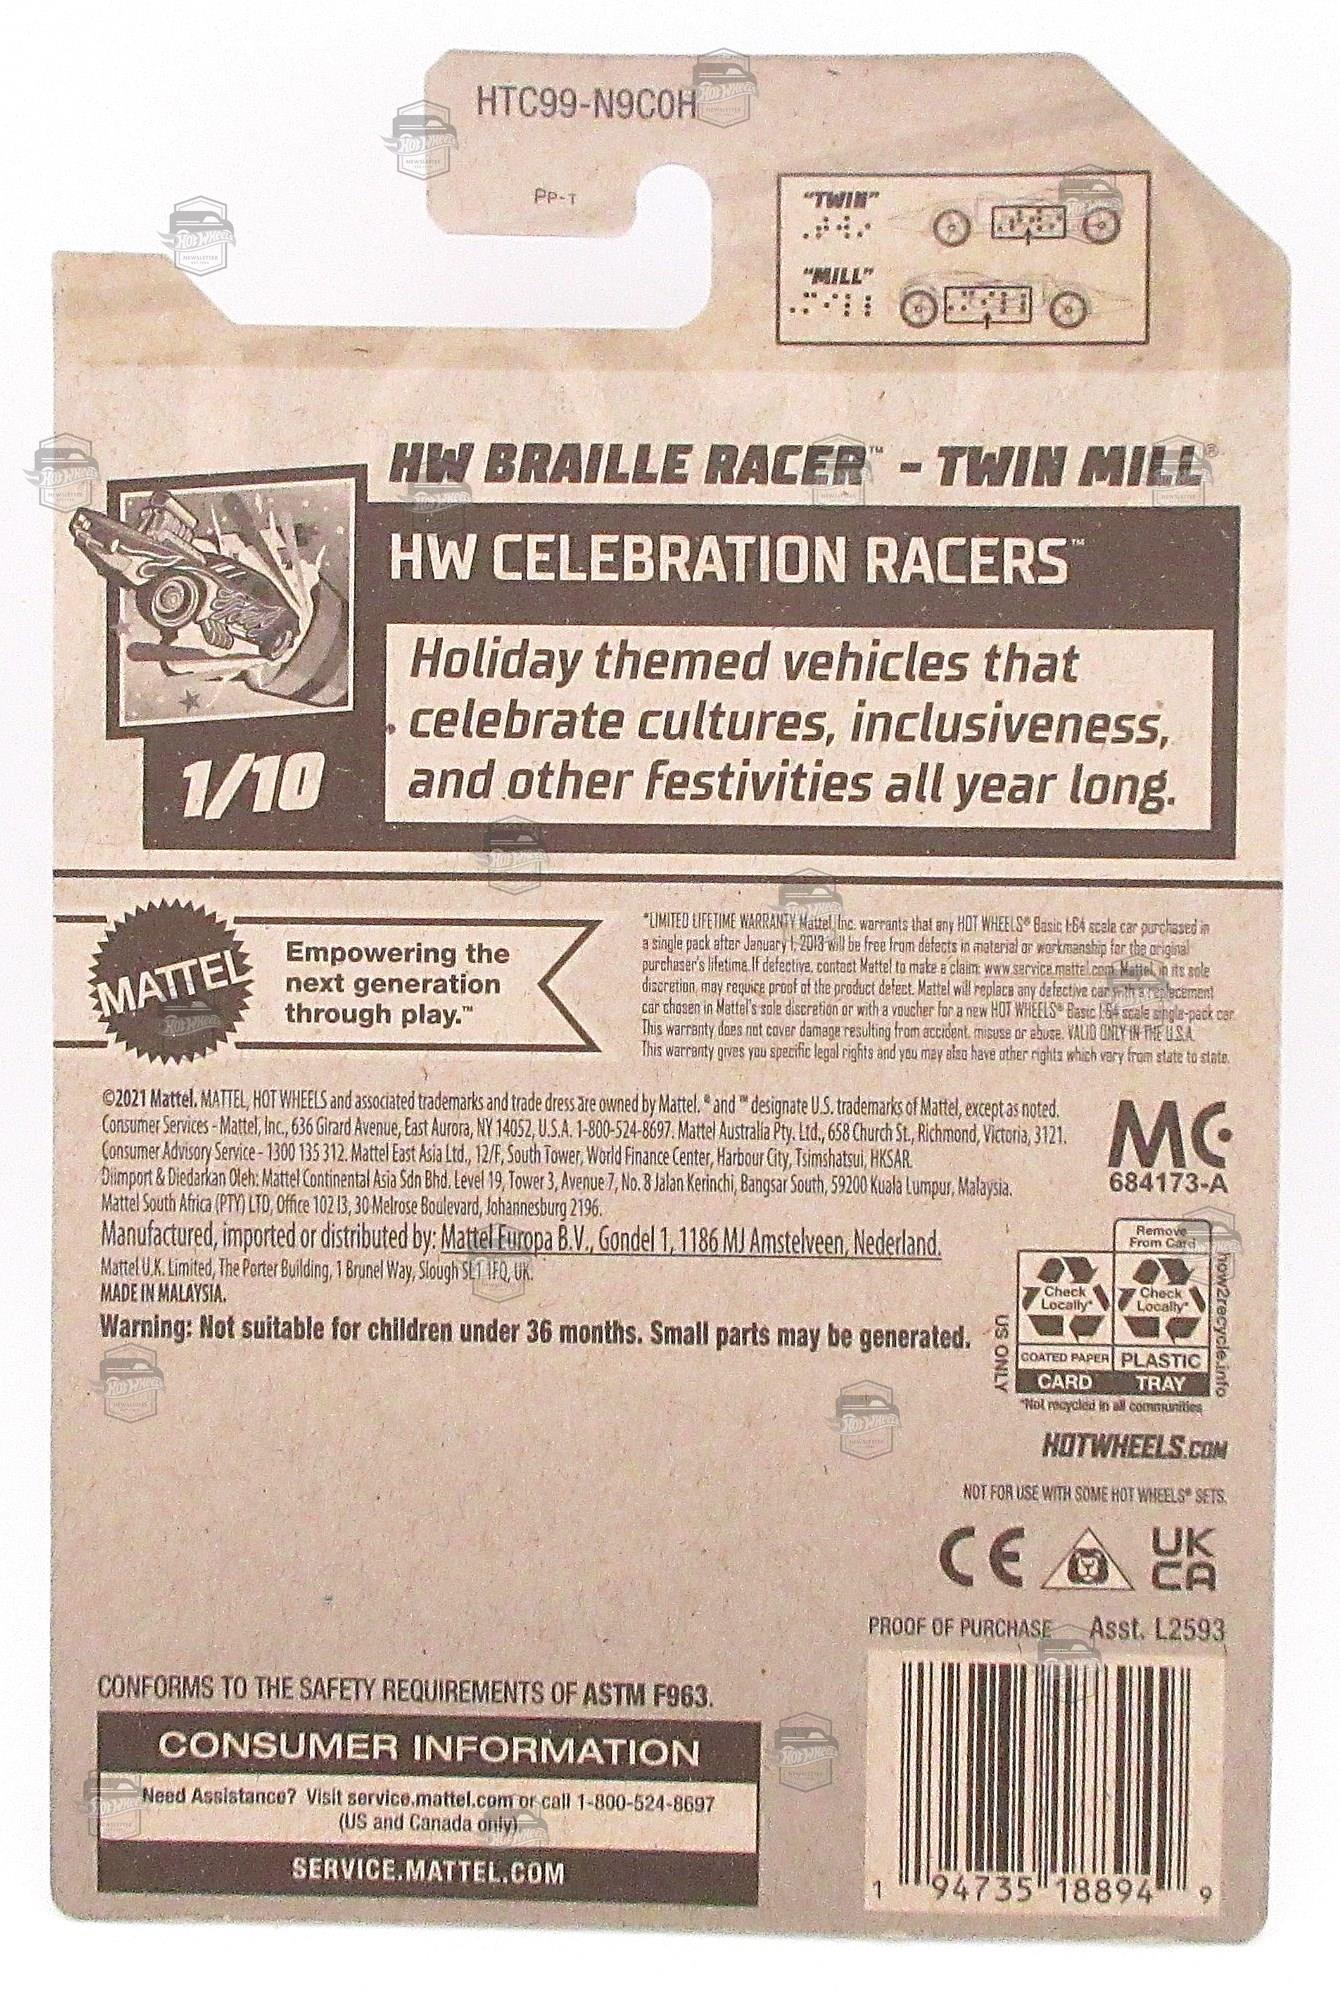 HTC99-N9C0H
PP-T
"TWIN"
"MILL"
HW BRAILLE RACER™ - TWIN MILL®
HW CELEBRATION RACERS™
Holiday themed vehicles that
celebrate cultures, inclusiveness,
and other festivities all year long.
1/10
MATTEL
Empowering the
next generation
through play.™
*LIMITED LIFETIME WARRANTY Mattel, Inc. warrants that any HOT WHEELS® Basic 1:64 scale car purchased in
a single pack after January 1, 2013 will be free from defects in material or workmanship for the original
purchaser's lifetime. If defective, contact Mattel to make a claim: www.service.mattel.com. Mattel, in its sole
discretion, may require proof of the product defect. Mattel will replace any defective car with a replacement
car chosen in Mattel's sole discretion or with a voucher for a new HOT WHEELS® Basic 1:64 scale single-pack car.
This warranty does not cover damage resulting from accident, misuse or abuse. VALID ONLY IN THE U.S.A.
This warranty gives you specific legal rights and you may also have other rights which vary from state to state.
©2021 Mattel. MATTEL, HOT WHEELS and associated trademarks and trade dress are owned by Mattel. ® and ™ designate U.S. trademarks of Mattel, except as noted.
Consumer Services - Mattel, Inc., 636 Girard Avenue, East Aurora, NY 14052, U.S.A. 1-800-524-8697. Mattel Australia Pty. Ltd., 658 Church St., Richmond, Victoria, 3121.
Consumer Advisory Service - 1300 135 312. Mattel East Asia Ltd., 12/F, South Tower, World Finance Center, Harbour City, Tsimshatsui, HKSAR.
Diimport & Diedarkan Oleh: Mattel Continental Asia Sdn Bhd. Level 19, Tower 3, Avenue 7, No. 8 Jalan Kerinchi, Bangsar South, 59200 Kuala Lumpur, Malaysia.
Mattel South Africa (PTY) LTD, Office 102 I3, 30 Melrose Boulevard, Johannesburg 2196.
Manufactured, imported or distributed by: Mattel Europa B.V., Gondel 1, 1186 MJ Amstelveen, Nederland.
Mattel U.K. Limited, The Porter Building, 1 Brunel Way, Slough SL1 1FQ, UK.
MADE IN MALAYSIA.
Warning: Not suitable for children under 36 months. Small parts may be generated.
MC
684173-A
Remove
From Card
Check
Locally*
Check
Locally*
COATED PAPER
PLASTIC
CARD
TRAY
US ONLY
how2recycle.info
*Not recycled in all communities
HOTWHEELS.COM
NOT FOR USE WITH SOME HOT WHEELS® SETS.
CE
UK
CA
PROOF OF PURCHASE Asst. L2593
1 94735 18894 9
CONFORMS TO THE SAFETY REQUIREMENTS OF ASTM F963.
CONSUMER INFORMATION
Need Assistance? Visit service.mattel.com or call 1-800-524-8697
(US and Canada only).
SERVICE.MATTEL.COM
Hot Wheels
NEWSLETTER